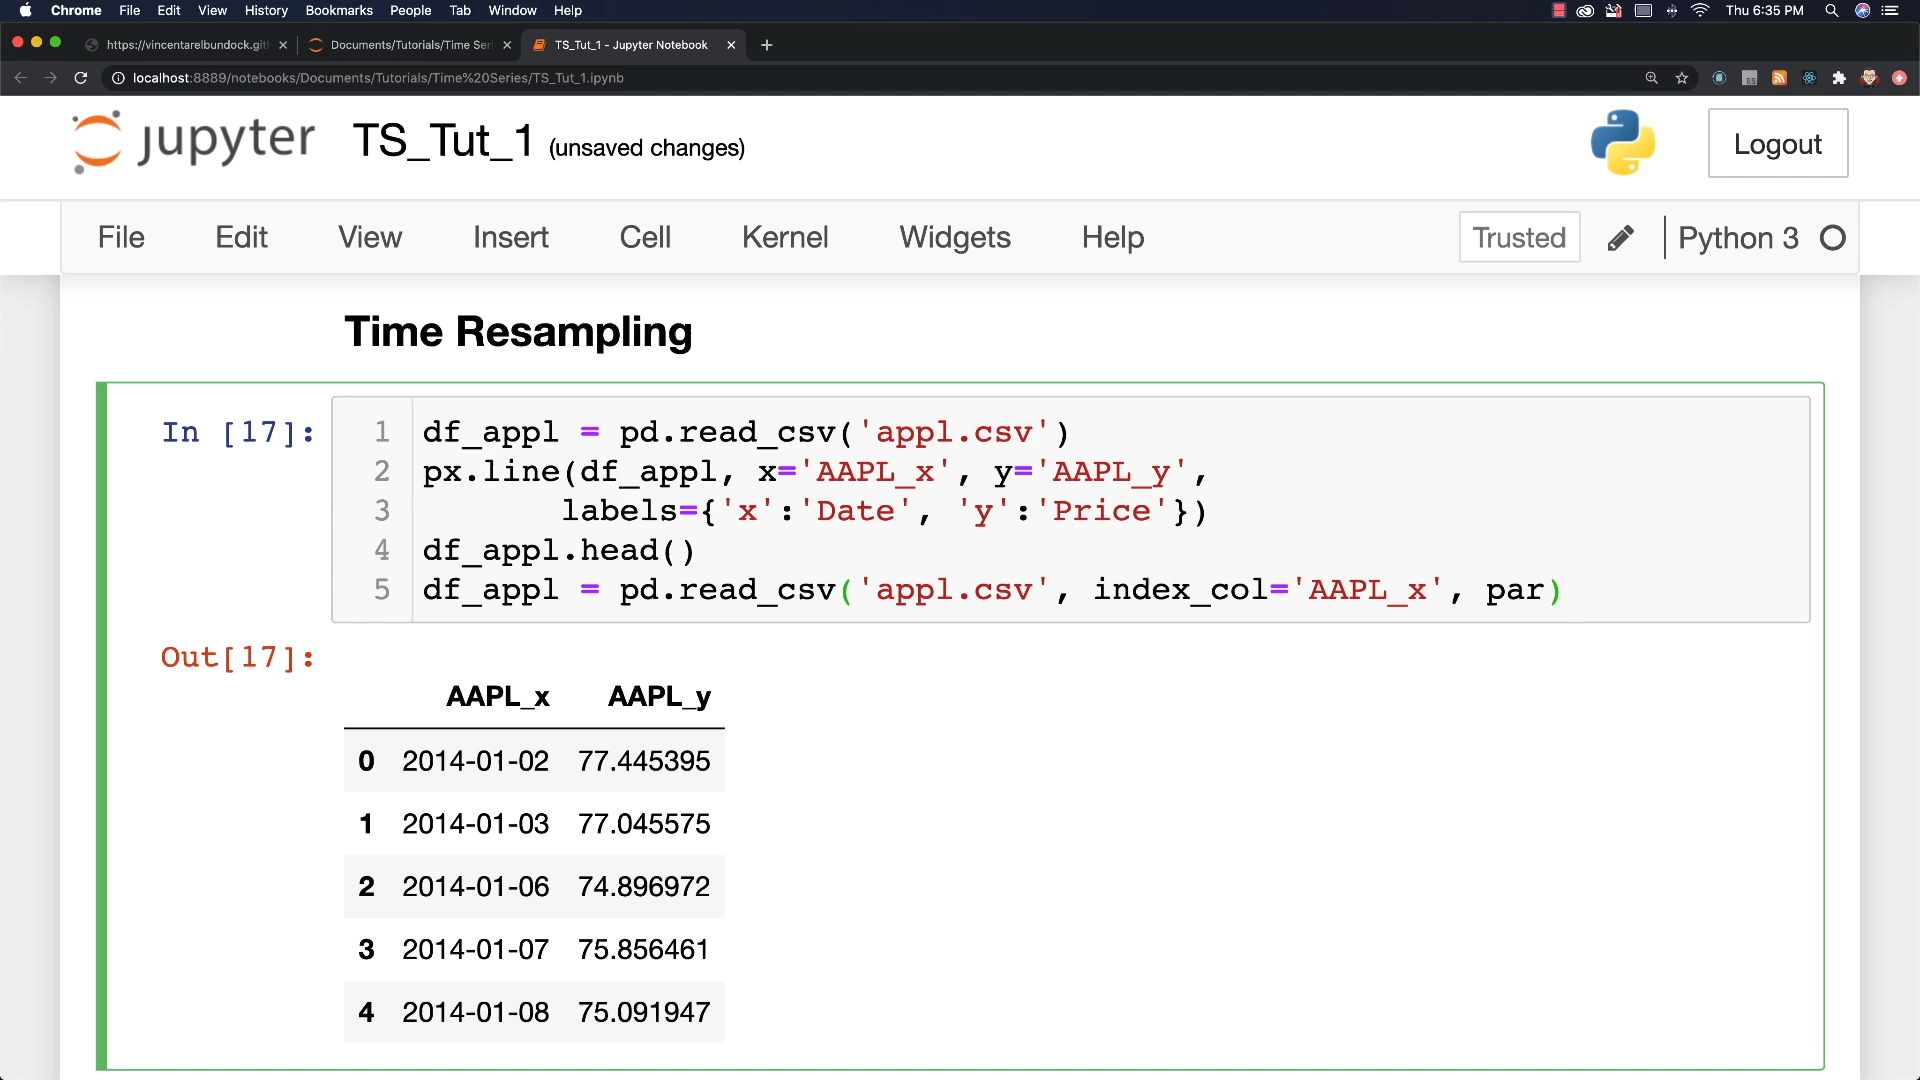 Chrome File Edit View History Bookmarks People Tab Window Help Thu 6:35 PM
https://vincentarelbundock.git Documents/Tutorials/Time Ser TS_Tut_1 - Jupyter Notebook
localhost:8889/notebooks/Documents/Tutorials/Time%20Series/TS_Tut_1.ipynb
jupyter TS_Tut_1 (unsaved changes) Logout
File Edit View Insert Cell Kernel Widgets Help Trusted Python 3
Time Resampling
In [17]: 1 df_appl = pd.read_csv('appl.csv')
2 px.line(df_appl, x='AAPL_x', y='AAPL_y',
3 labels={'x':'Date', 'y':'Price'})
4 df_appl.head()
5 df_appl = pd.read_csv('appl.csv', index_col='AAPL_x', par)
Out[17]:
AAPL_x AAPL_y
0 2014-01-02 77.445395
1 2014-01-03 77.045575
2 2014-01-06 74.896972
3 2014-01-07 75.856461
4 2014-01-08 75.091947